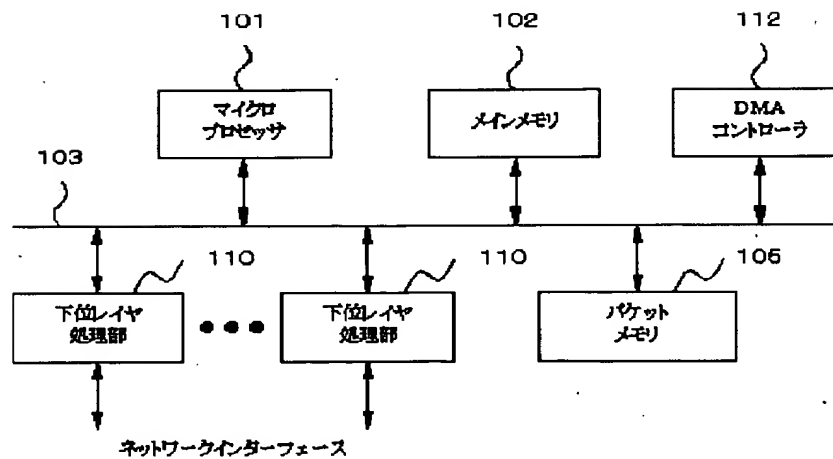 101
102
112
マイクロ
プロセッサ
メインメモリ
DMA
コントローラ
103
110
110
106
下位レイヤ
処理部
下位レイヤ
処理部
パケット
メモリ
ネットワークインターフェース